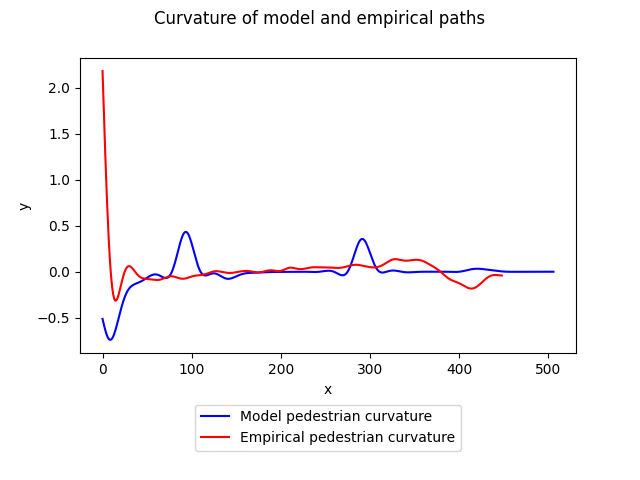 Curvature of model and empirical paths
2.0
1.5
1.0
0.5
0.0
−0.5
y
0 100 200 300 400 500
x
Model pedestrian curvature
Empirical pedestrian curvature